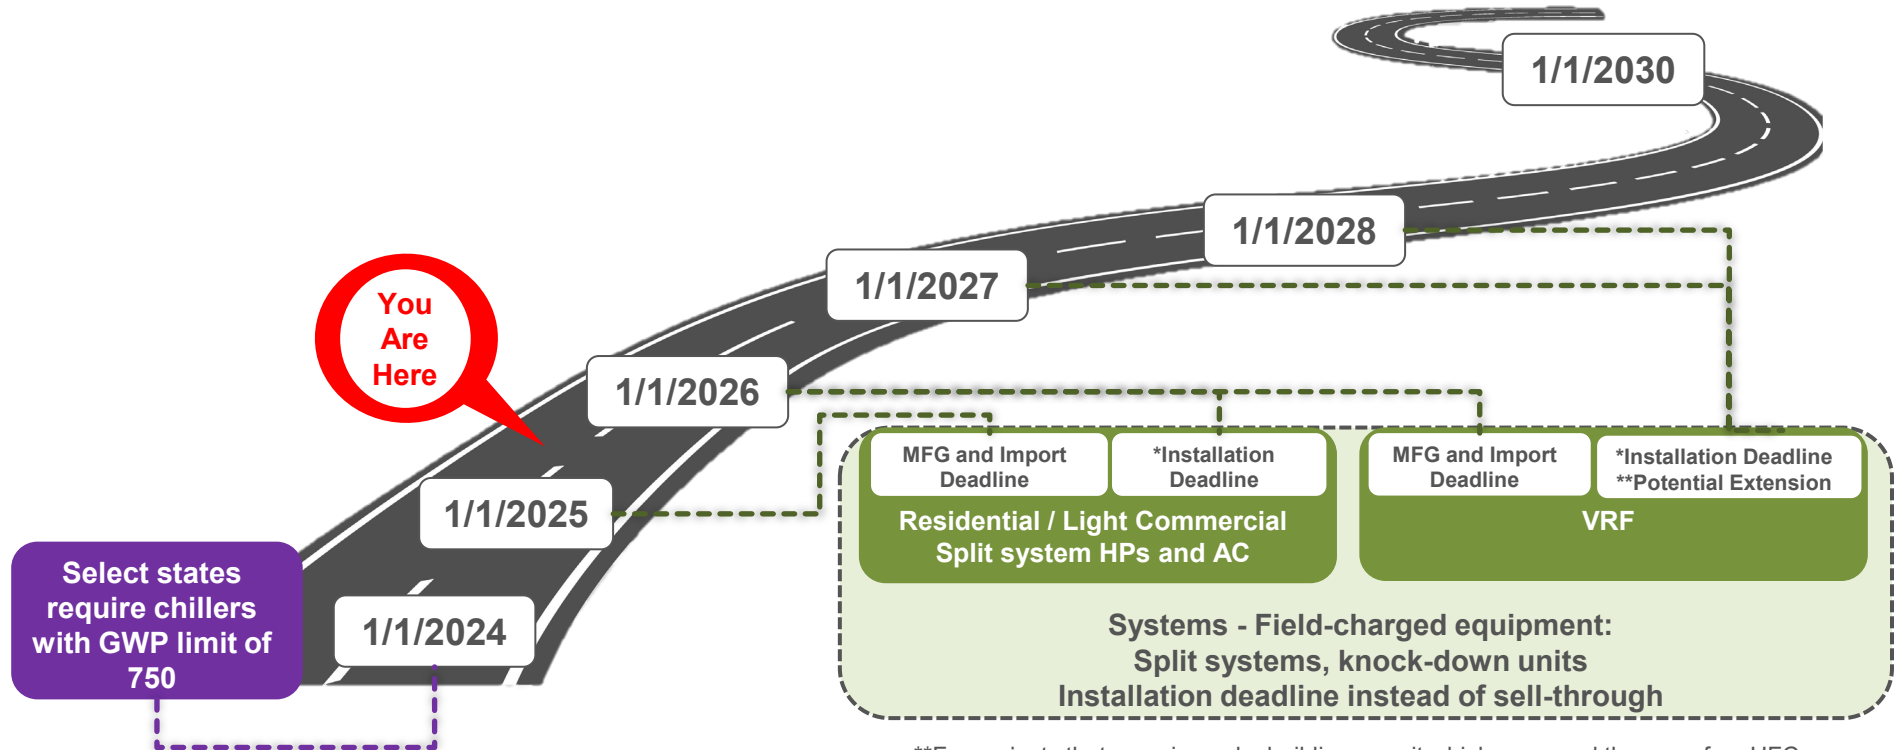 1/1/2030
1/1/2028
1/1/2027
You
Are
Here
1/1/2026
1/1/2025
1/1/2024
Select states
require chillers
with GWP limit of
750
MFG and Import
Deadline
*Installation
Deadline
Residential / Light Commercial
Split system HPs and AC
MFG and Import
Deadline
*Installation Deadline
**Potential Extension
VRF
Systems - Field-charged equipment:
Split systems, knock-down units
Installation deadline instead of sell-through